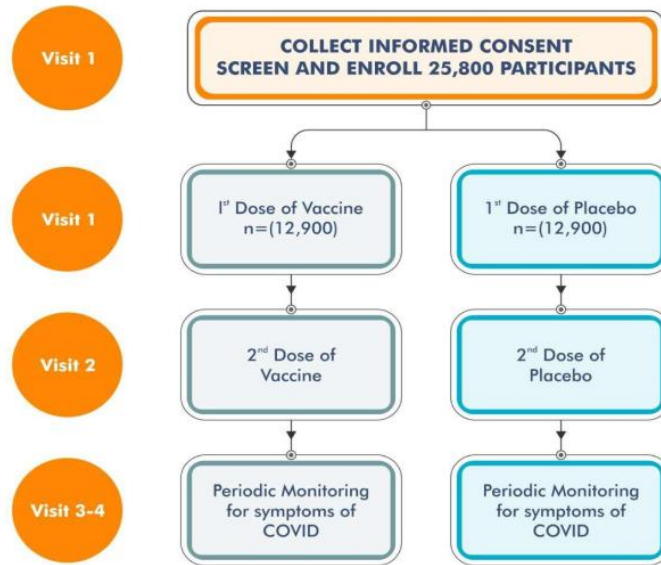 Visit 1
COLLECT INFORMED CONSENT
SCREEN AND ENROLL 25,800 PARTICIPANTS
Visit 1
Iˢᵗ Dose of Vaccine
n=(12,900)
1ˢᵗ Dose of Placebo
n=(12,900)
Visit 2
2ⁿᵈ Dose of
Vaccine
2ⁿᵈ Dose of
Placebo
Visit 3-4
Periodic Monitoring
for symptoms of
COVID
Periodic Monitoring
for symptoms of
COVID